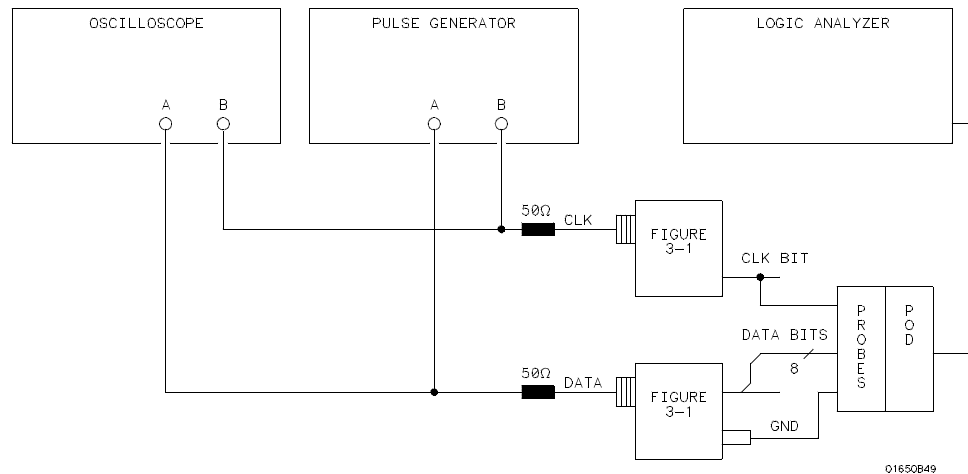 OSCILLOSCOPE
PULSE GENERATOR
LOGIC ANALYZER
A
B
A
B
50Ω
CLK
FIGURE
3-1
CLK BIT
DATA BITS
8
PROBES
POD
50Ω
DATA
FIGURE
3-1
GND
01650B49